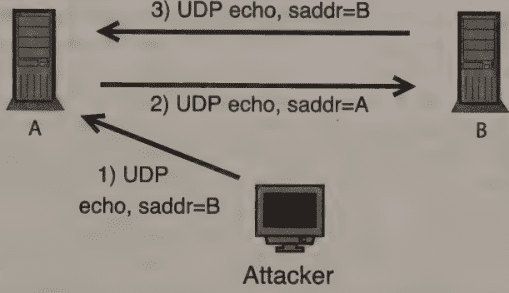 3) UDP echo, saddr=B
2) UDP echo, saddr=A
A
B
1) UDP
echo, saddr=B
Attacker